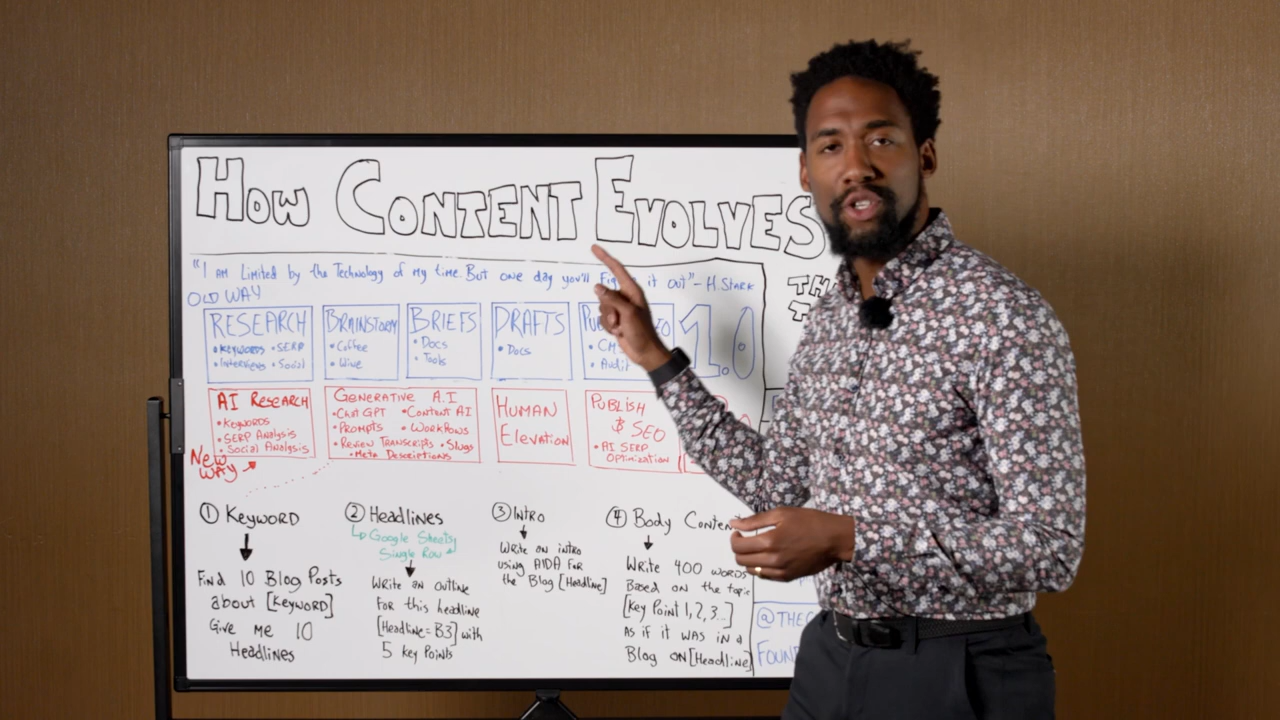 How Content Evolves
"I am Limited by the Technology of my time. But one day you'll it out" - H. Stark
OLD WAY
RESEARCH
• Keywords • SERP
• Interviews • Social
BRAINSTORM
• Coffee
• Wine
BRIEFS
• Docs
• Tools
DRAFTS
• Docs
• Audit
1.0
AI Research
• Keywords
• SERP Analysis
• Social Analysis
Generative A.I
• Chat GPT • Content AI
• Prompts • Workflows
• Review Transcripts • Slugs
• Meta Descriptions
Human
Elevation
Publish
$ SEO
• AI SERP
Optimization
New
Way
① Keyword
Find 10 Blog Posts
about [Keyword]
Give me 10
Headlines
② Headlines
Google Sheets
Single Row
Write an outline
For this headline
[Headline = B3] with
5 key Points
③ Intro
Write an intro
using AIDA for
the Blog [Headline]
④ Body Content
Write 400 words
Based on the topic
[Key Point 1, 2, 3...]
As if it was in a
Blog on [Headline]